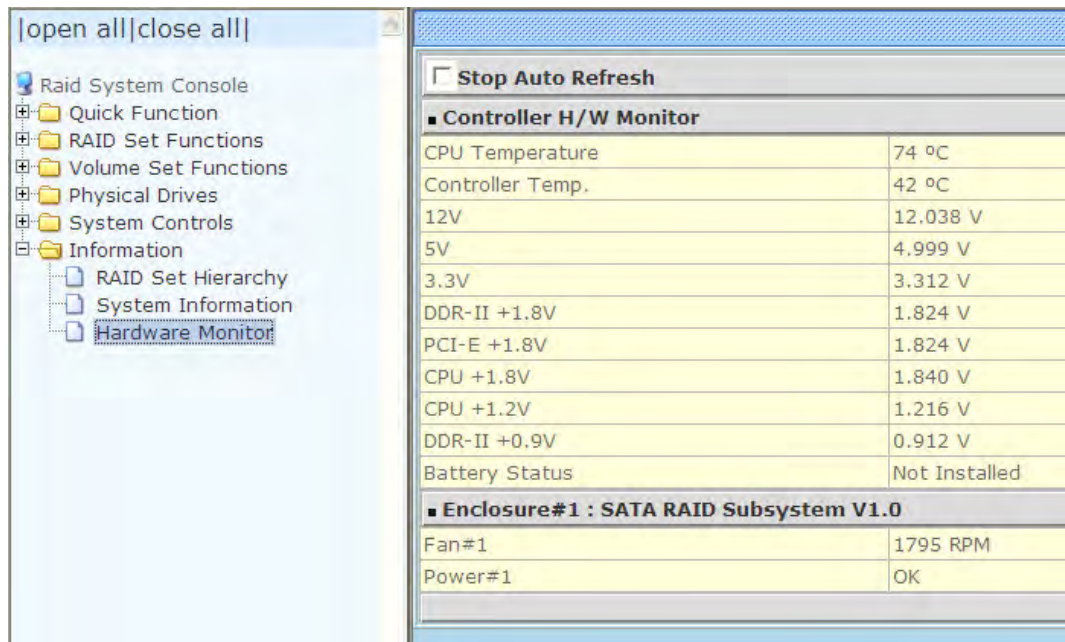 |open all|close all|
Raid System Console
Quick Function
RAID Set Functions
Volume Set Functions
Physical Drives
System Controls
Information
RAID Set Hierarchy
System Information
Hardware Monitor
Stop Auto Refresh
Controller H/W Monitor
CPU Temperature 74 ºC
Controller Temp. 42 ºC
12V 12.038 V
5V 4.999 V
3.3V 3.312 V
DDR-II +1.8V 1.824 V
PCI-E +1.8V 1.824 V
CPU +1.8V 1.840 V
CPU +1.2V 1.216 V
DDR-II +0.9V 0.912 V
Battery Status Not Installed
Enclosure#1 : SATA RAID Subsystem V1.0
Fan#1 1795 RPM
Power#1 OK